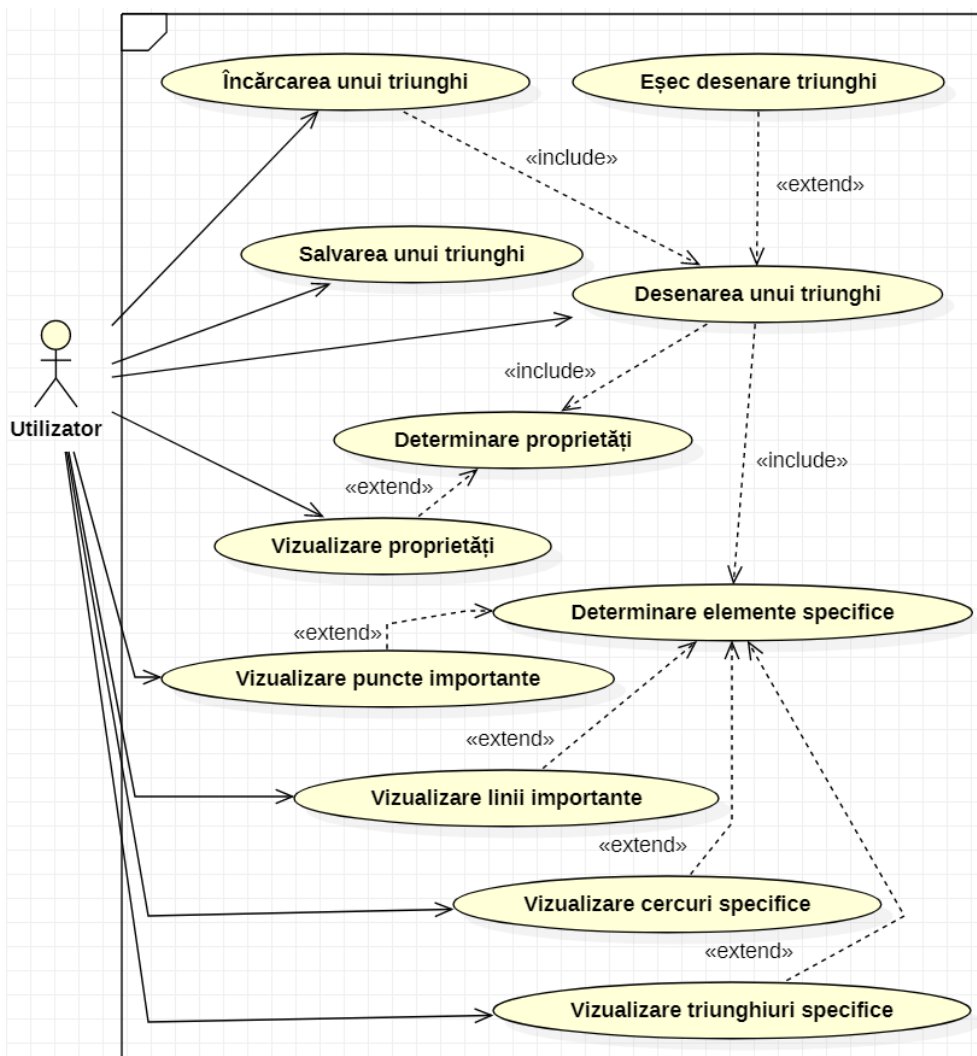 Încărcarea unui triunghi
Eșec desenare triunghi
«include»
«extend»
Salvarea unui triunghi
Desenarea unui triunghi
«include»
Utilizator
Determinare proprietăți
«include»
«extend»
Vizualizare proprietăți
Determinare elemente specifice
«extend»
Vizualizare puncte importante
«extend»
Vizualizare linii importante
«extend»
Vizualizare cercuri specifice
«extend»
Vizualizare triunghiuri specifice